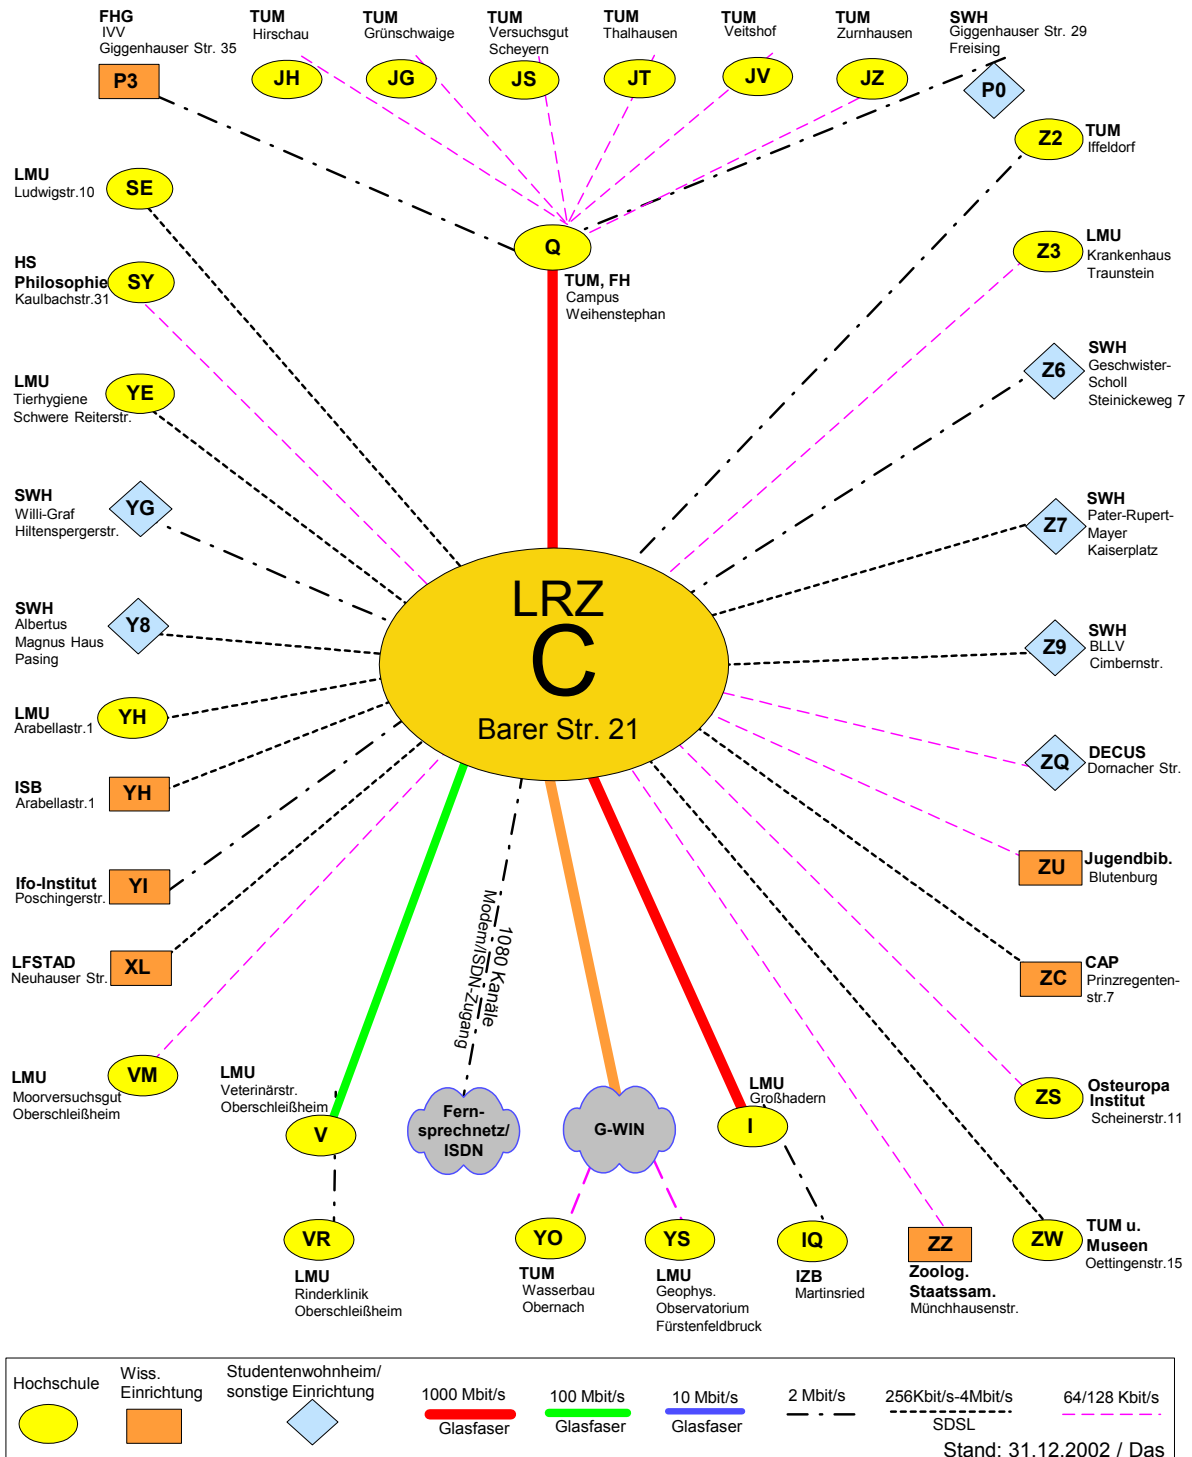 FHG
IVV
Giggenhauser Str. 35
P3
TUM
Hirschau
JH
TUM
Grünschwaige
JG
TUM
Versuchsgut
Scheyern
JS
TUM
Thalhausen
JT
TUM
Veitshof
JV
TUM
Zurnhausen
JZ
SWH
Giggenhauser Str. 29
Freising
P0
Z2
TUM
Iffeldorf
LMU
Ludwigstr.10
SE
Q
TUM, FH
Campus
Weihenstephan
Z3
LMU
Krankenhaus
Traunstein
HS
Philosophie
Kaulbachstr.31
SY
Z6
SWH
Geschwister-
Scholl
Steinickeweg 7
LMU
Tierhygiene
Schwere Reiterstr.
YE
SWH
Willi-Graf
Hiltenspergerstr.
YG
Z7
SWH
Pater-Rupert-
Mayer
Kaiserplatz
SWH
Albertus
Magnus Haus
Pasing
Y8
LRZ
C
Barer Str. 21
Z9
SWH
BLLV
Cimbernstr.
LMU
Arabellastr.1
YH
ZQ
DECUS
Dornacher Str.
ISB
Arabellastr.1
YH
ZU
Jugendbib.
Blutenburg
Ifo-Institut
Poschingerstr.
YI
LFSTAD
Neuhauser Str.
XL
1080 Kanäle
Modem/ISDN-Zugang
ZC
CAP
Prinzregenten-
str.7
LMU
Moorversuchsgut
Oberschleißheim
VM
LMU
Veterinärstr.
Oberschleißheim
V
Fern-
sprechnetz/
ISDN
G-WIN
LMU
Großhadern
I
ZS
Osteuropa
Institut
Scheinerstr.11
VR
LMU
Rinderklinik
Oberschleißheim
YO
TUM
Wasserbau
Obernach
YS
LMU
Geophys.
Observatorium
Fürstenfeldbruck
IQ
IZB
Martinsried
ZZ
Zoolog.
Staatssam.
Münchhausenstr.
ZW
TUM u.
Museen
Oettingenstr.15
Hochschule
Wiss.
Einrichtung
Studentenwohnheim/
sonstige Einrichtung
1000 Mbit/s
Glasfaser
100 Mbit/s
Glasfaser
10 Mbit/s
Glasfaser
2 Mbit/s
256Kbit/s-4Mbit/s
SDSL
64/128 Kbit/s
Stand: 31.12.2002 / Das